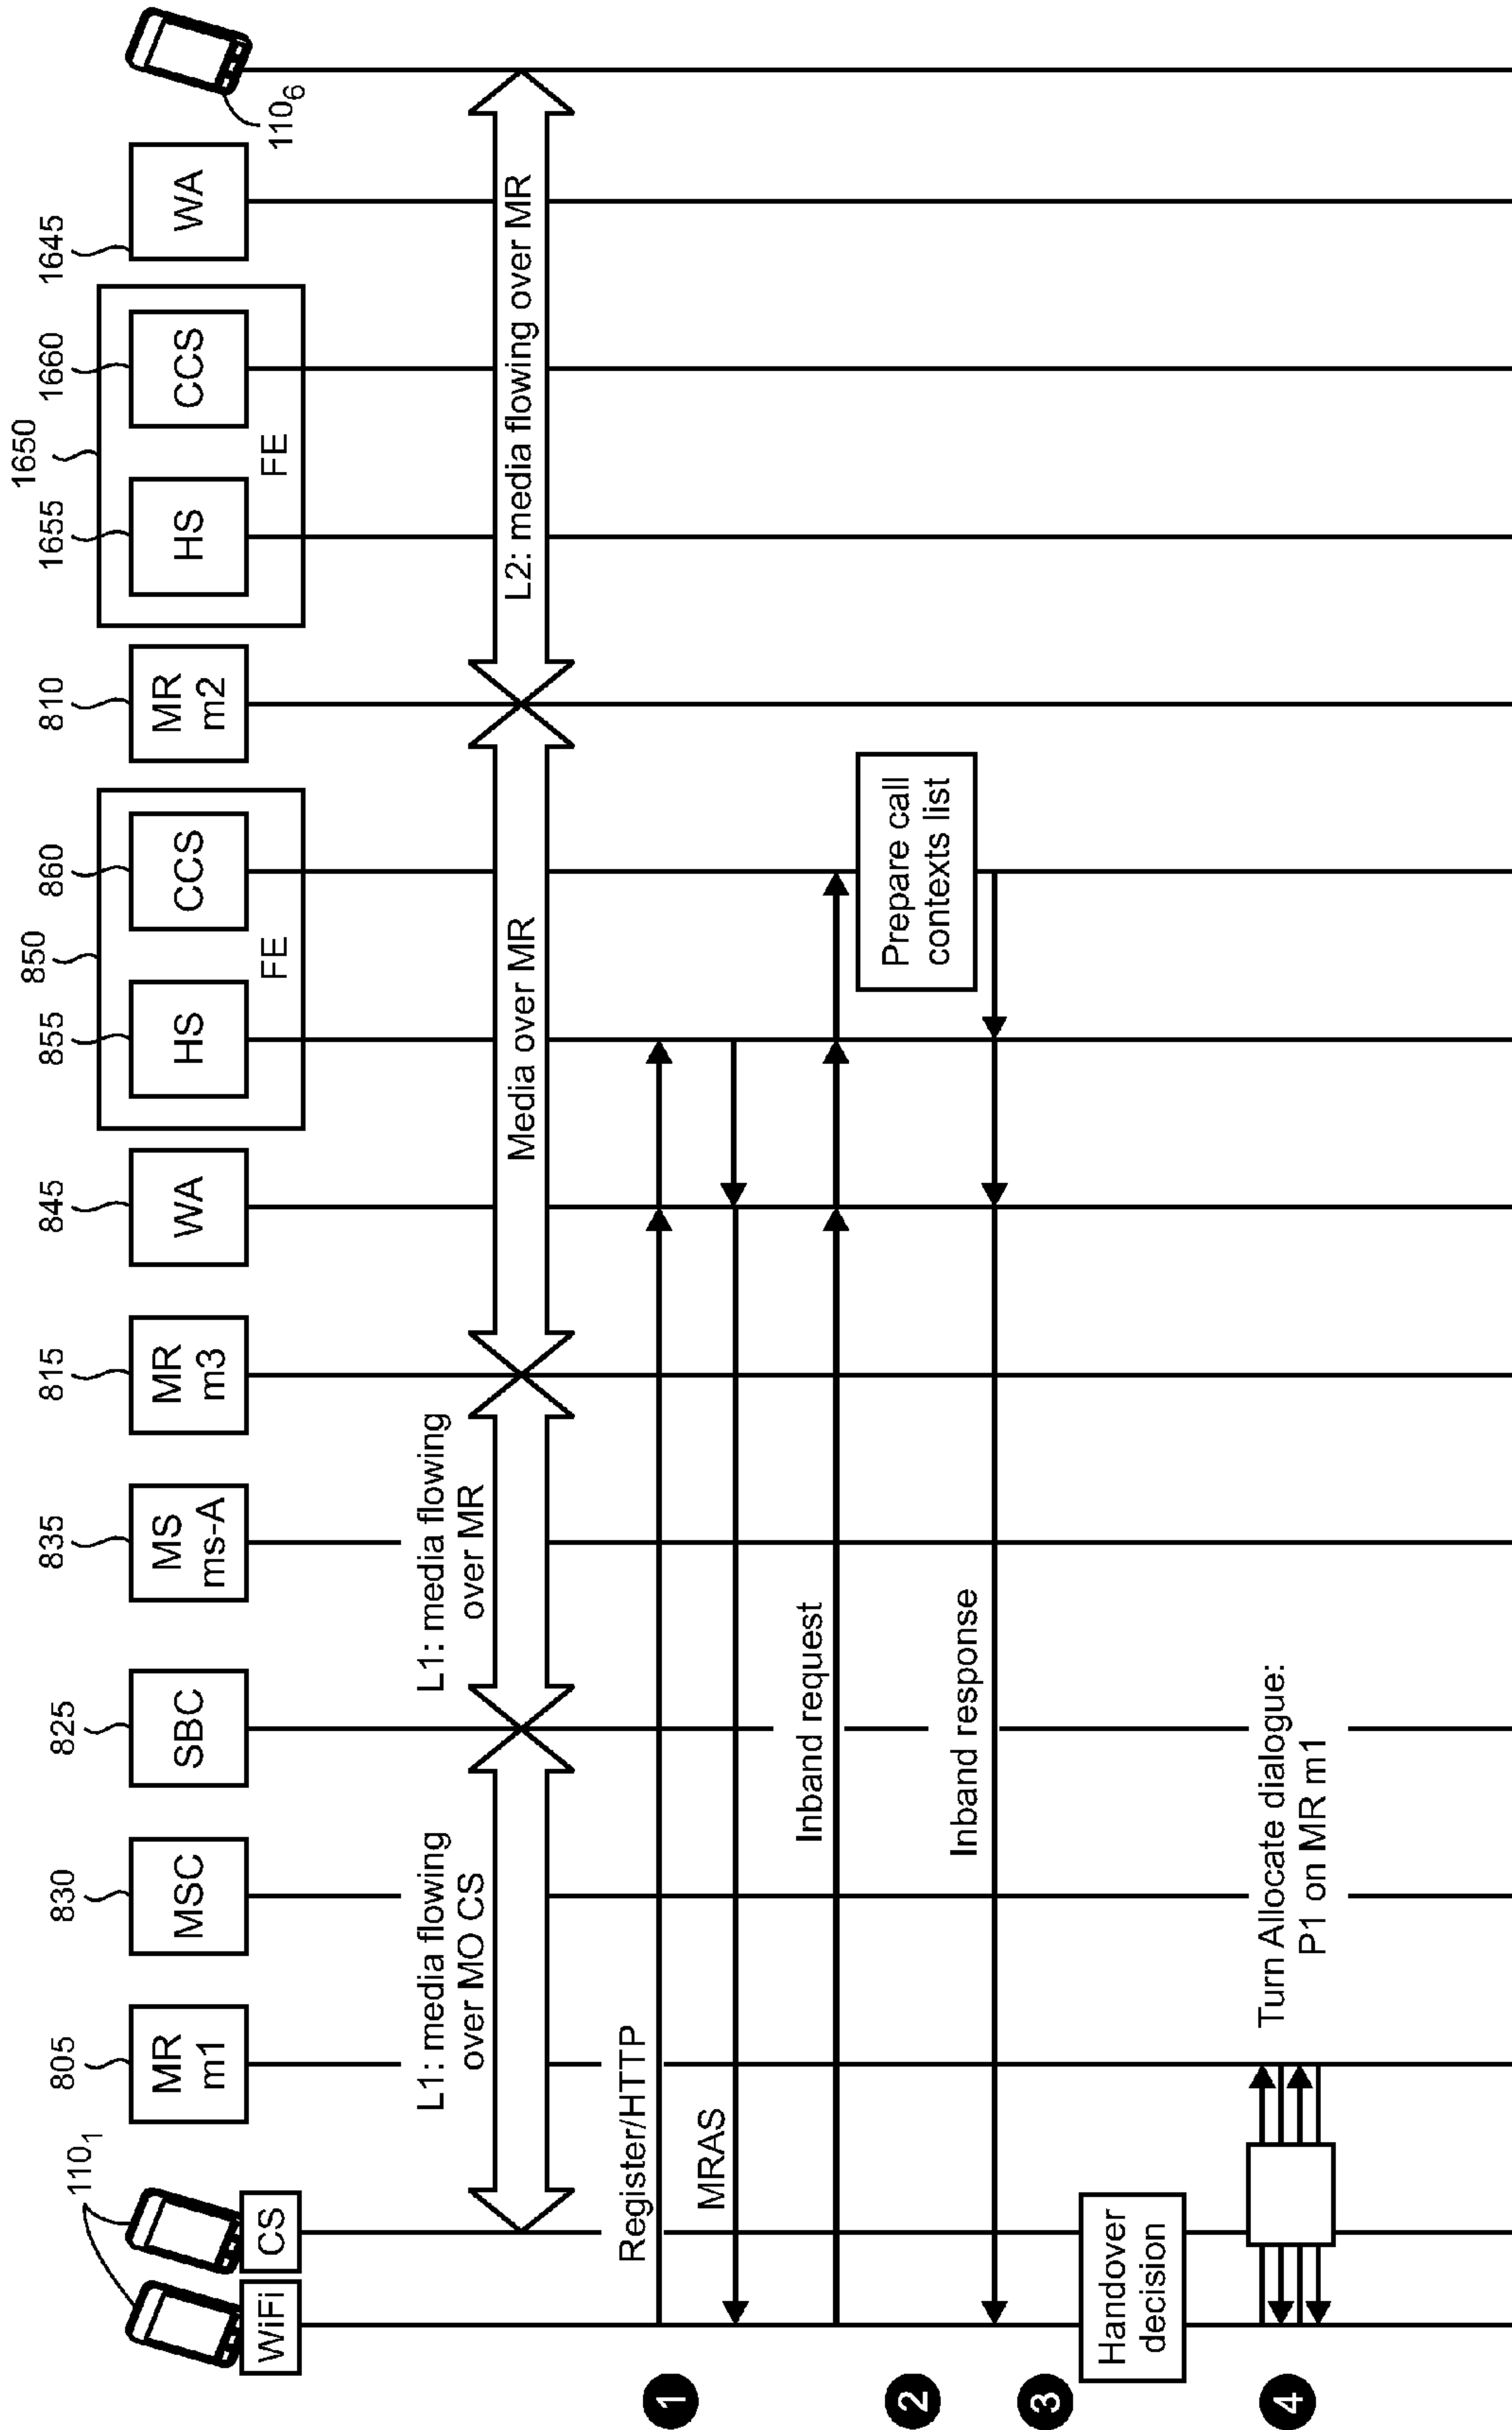 110₁
WiFi
CS
805
MR
m1
830
MSC
825
SBC
835
MS
ms-A
815
MR
m3
845
WA
850
855
HS
860
CCS
FE
810
MR
m2
1650
1655
HS
1660
CCS
FE
1645
WA
110₆
L1: media flowing
over MO CS
L1: media flowing
over MR
Media over MR
L2: media flowing over MR
1
Register/HTTP
MRAS
Inband request
2
Prepare call
contexts list
Inband response
3
Handover
decision
4
Turn Allocate dialogue:
P1 on MR m1